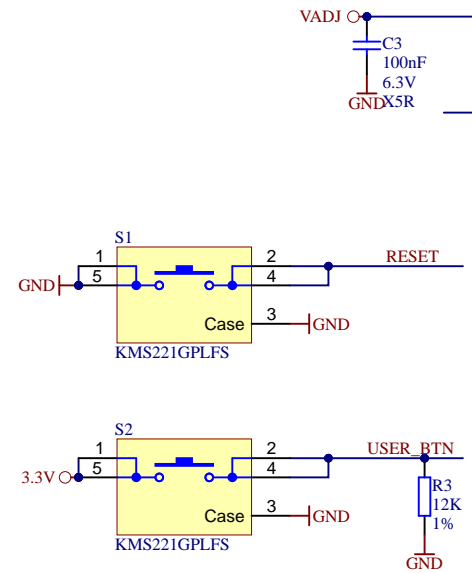 VADJ
C3
100nF
6.3V
GND X5R
S1
1 2
RESET
GND 5 4
Case 3 GND
KMS221GPLFS
S2
1 2
USER_BTN
3.3V 5 4
R3
12K
Case 3 GND
1%
KMS221GPLFS
GND